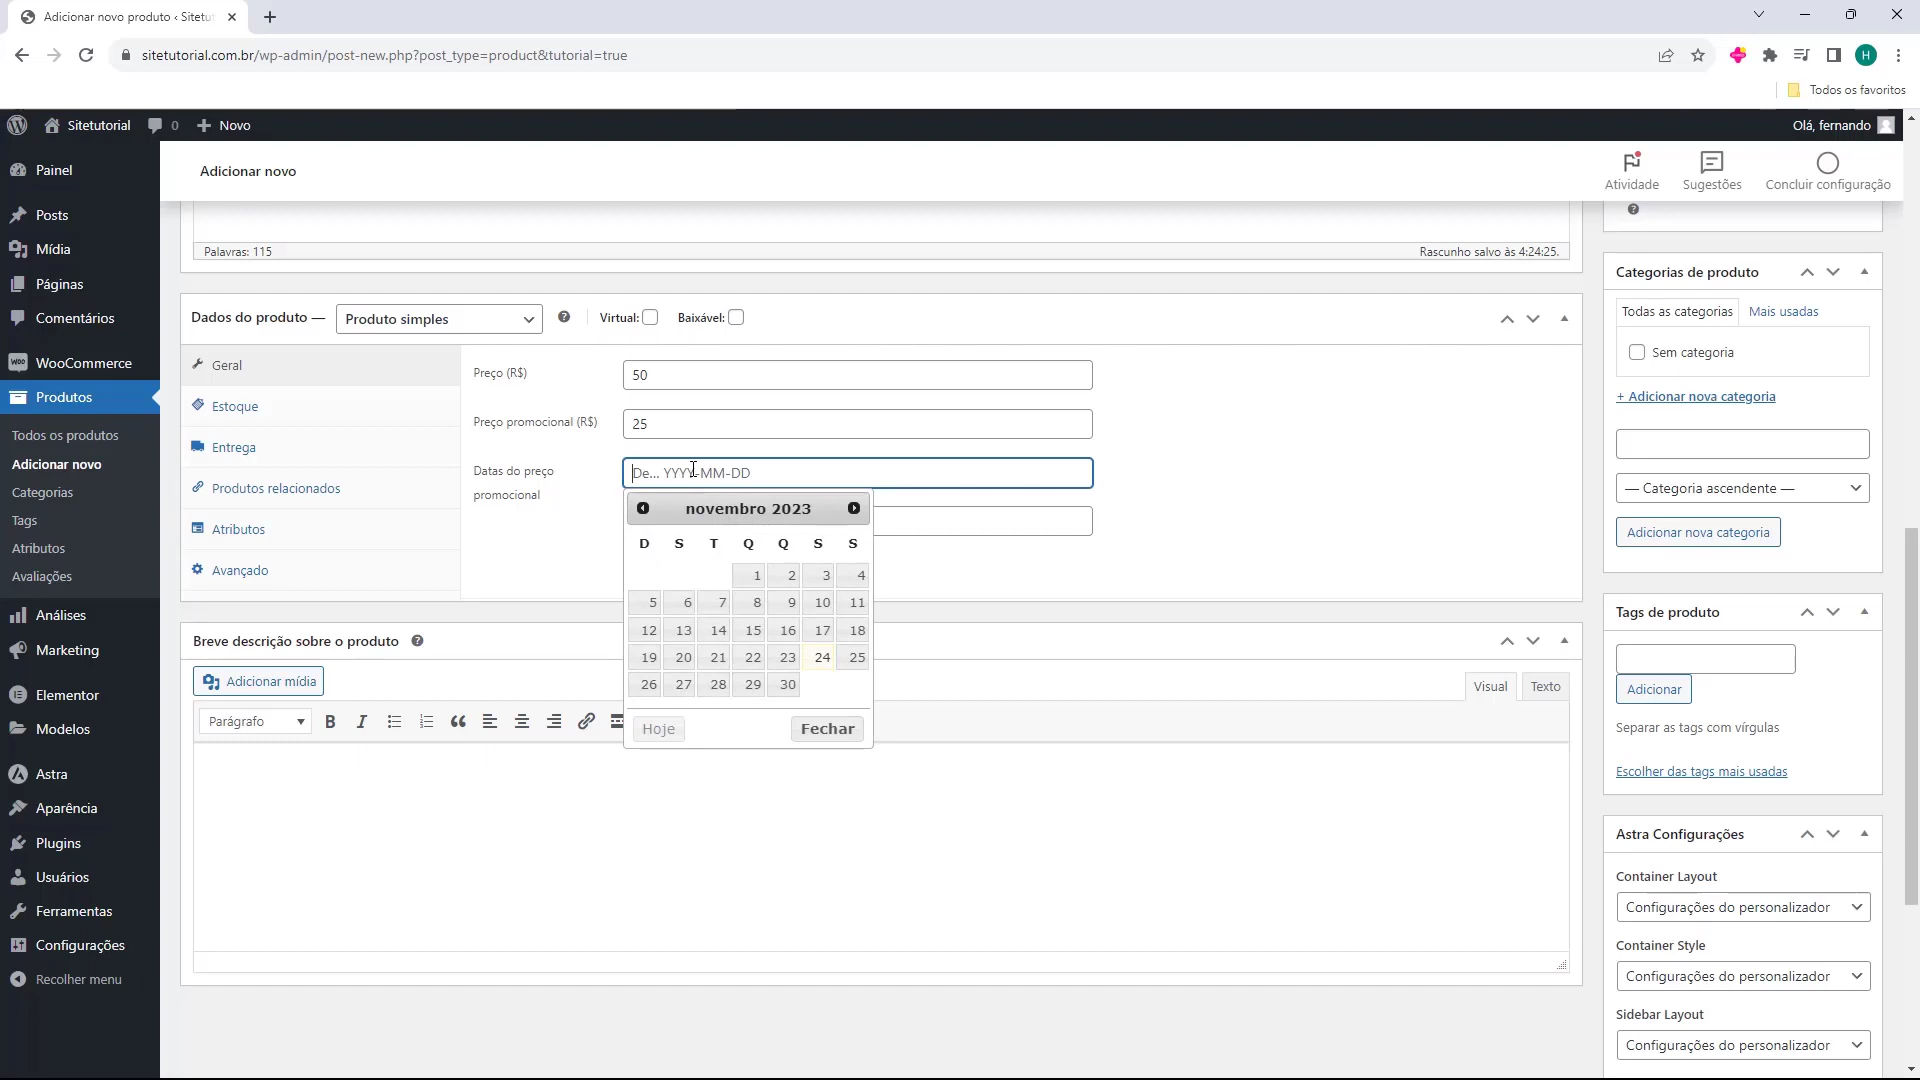 Adicionar novo produto ‹ Sitetu
sitetutorial.com.br/wp-admin/post-new.php?post_type=product&tutorial=true
H
Todos os favoritos
Sitetutorial
0
Novo
Olá, fernando
Painel
Posts
Mídia
Páginas
Comentários
WooCommerce
Produtos
Todos os produtos
Adicionar novo
Categorias
Tags
Atributos
Avaliações
Análises
Marketing
Elementor
Modelos
Astra
Aparência
Plugins
Usuários
Ferramentas
Configurações
Recolher menu
Adicionar novo
Atividade
Sugestões
Concluir configuração
Palavras: 115
Rascunho salvo às 4:24:25.
Dados do produto —
Produto simples
Virtual:
Baixável:
Geral
Estoque
Entrega
Produtos relacionados
Atributos
Avançado
Preço (R$)
50
Preço promocional (R$)
25
Datas do preço
promocional
De... YYYY-MM-DD
novembro 2023
D S T Q Q S S
1 2 3 4
5 6 7 8 9 10 11
12 13 14 15 16 17 18
19 20 21 22 23 24 25
26 27 28 29 30
Hoje
Fechar
Breve descrição sobre o produto
Adicionar mídia
Visual
Texto
Parágrafo
B I
Categorias de produto
Todas as categorias
Mais usadas
Sem categoria
+ Adicionar nova categoria
— Categoria ascendente —
Adicionar nova categoria
Tags de produto
Adicionar
Separar as tags com vírgulas
Escolher das tags mais usadas
Astra Configurações
Container Layout
Configurações do personalizador
Container Style
Configurações do personalizador
Sidebar Layout
Configurações do personalizador